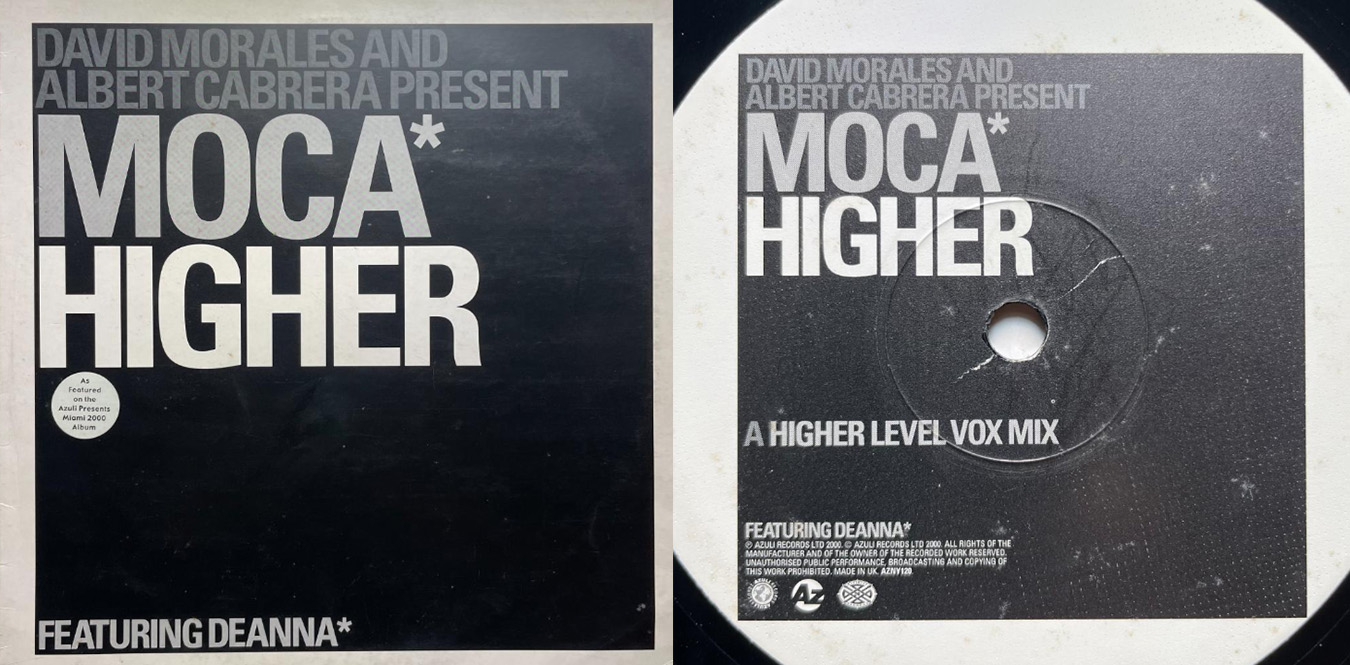 DAVID MORALES AND
ALBERT CABRERA PRESENT
MOCA*
HIGHER
As
Featured
on the
Azuli Presents
Miami 2000
Album
FEATURING DEANNA*
DAVID MORALES AND
ALBERT CABRERA PRESENT
MOCA*
HIGHER
A HIGHER LEVEL VOX MIX
FEATURING DEANNA*
℗ AZULI RECORDS LTD 2000. © AZULI RECORDS LTD 2000. ALL RIGHTS OF THE
MANUFACTURER AND OF THE OWNER OF THE RECORDED WORK RESERVED.
UNAUTHORISED PUBLIC PERFORMANCE, BROADCASTING AND COPYING OF
THIS WORK PROHIBITED. MADE IN UK. AZNY120.
AZ